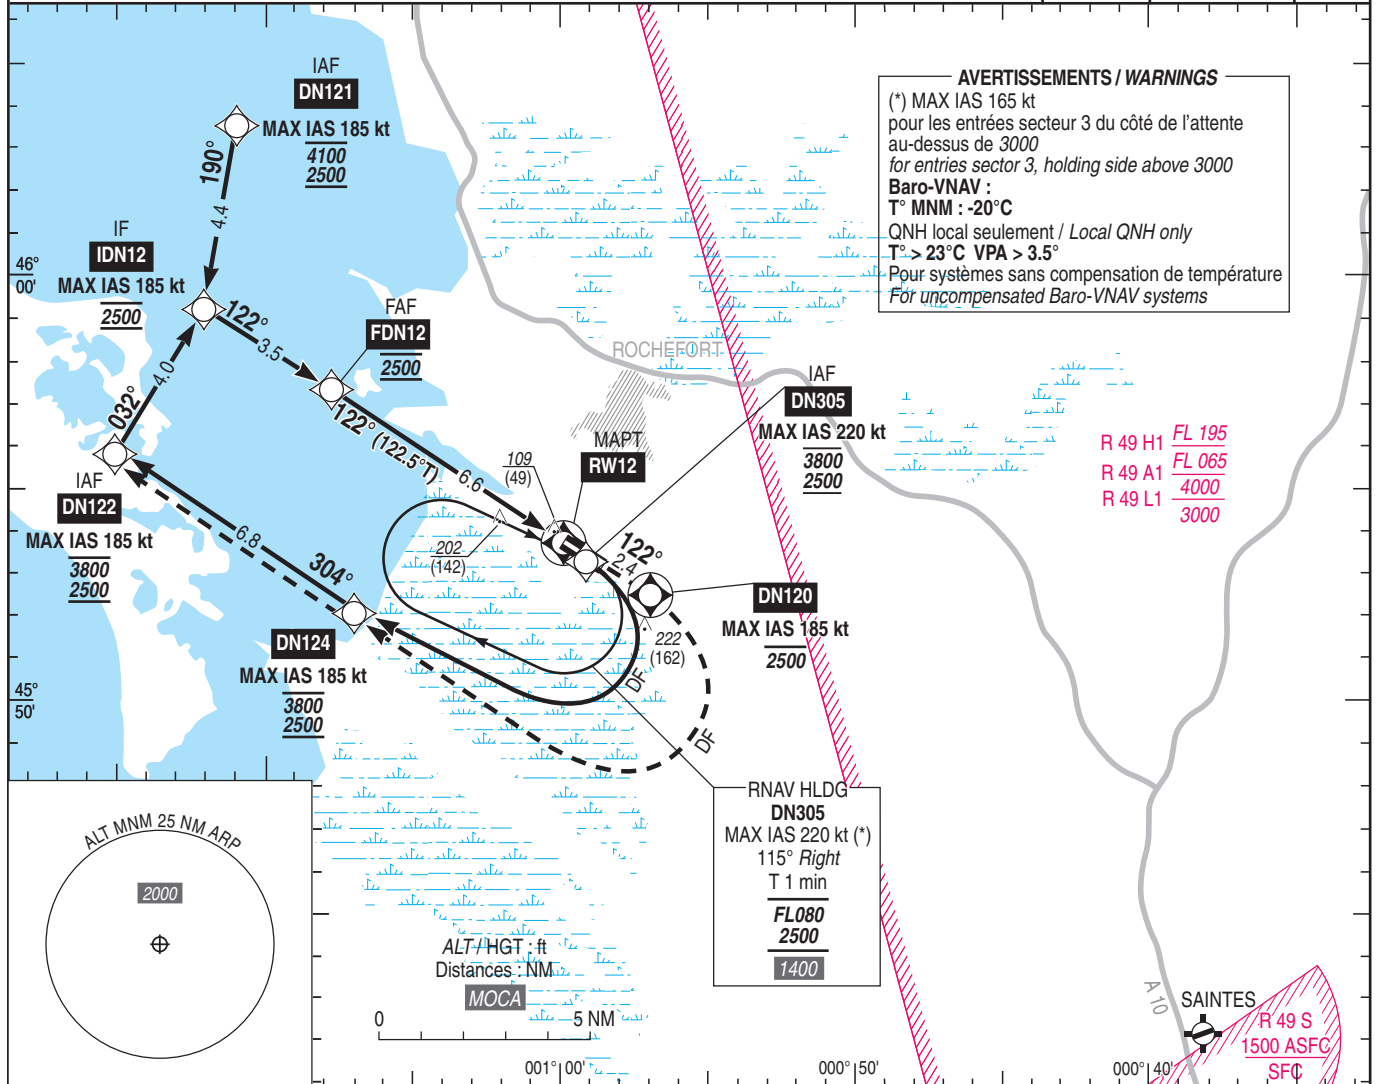 IAF
DN121
MAX IAS 185 kt
4100
2500
190°
4.4
IF
IDN12
MAX IAS 185 kt
2500
46°
00'
122°
3.5
FAF
FDN12
2500
032°
4.0
122° (122.5°T)
6.6
IAF
DN122
MAX IAS 185 kt
3800
2500
6.8
304°
DN124
MAX IAS 185 kt
3800
2500
45°
50'
AVERTISSEMENTS / WARNINGS
(*) MAX IAS 165 kt
pour les entrées secteur 3 du côté de l'attente
au-dessus de 3000
for entries sector 3, holding side above 3000
Baro-VNAV :
T° MNM : -20°C
QNH local seulement / Local QNH only
T° > 23°C VPA > 3.5°
Pour systèmes sans compensation de température
For uncompensated Baro-VNAV systems
ROCHEFORT
MAPT
RW12
109
(49)
202
(142)
122°
2.4
222
(162)
DF
DF
IAF
DN305
MAX IAS 220 kt
3800
2500
DN120
MAX IAS 185 kt
2500
R 49 H1 FL 195
R 49 A1 FL 065
R 49 L1 4000
3000
RNAV HLDG
DN305
MAX IAS 220 kt (*)
115° Right
T 1 min
FL080
2500
1400
ALT MNM 25 NM ARP
2000
ALT / HGT : ft
Distances : NM
MOCA
0 5 NM
001° 00'
000° 50'
000° 40'
A 10
SAINTES
R 49 S
1500 ASFC
SFC